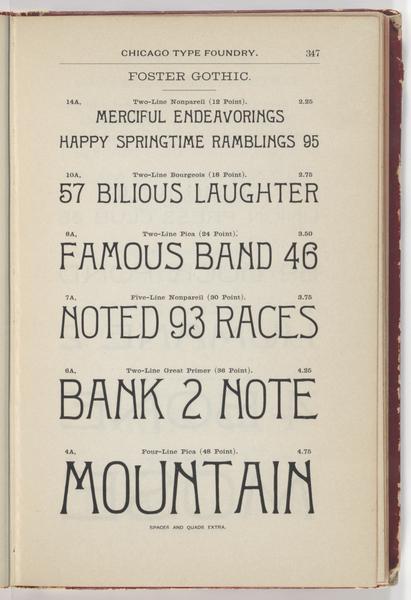 CHICAGO TYPE FOUNDRY. 347
FOSTER GOTHIC.
14A, Two-Line Nonpareil (12 Point). 2.25
MERCIFUL ENDEAVORINGS
HAPPY SPRINGTIME RAMBLINGS 95
10A, Two-Line Bourgeois (18 Point). 2.75
57 BILIOUS LAUGHTER
8A, Two-Line Pica (24 Point). 3.50
FAMOUS BAND 46
7A, Five-Line Nonpareil (30 Point). 3.75
NOTED 93 RACES
6A, Two-Line Great Primer (36 Point). 4.25
BANK 2 NOTE
4A, Four-Line Pica (48 Point). 4.75
MOUNTAIN
SPACES AND QUADS EXTRA.